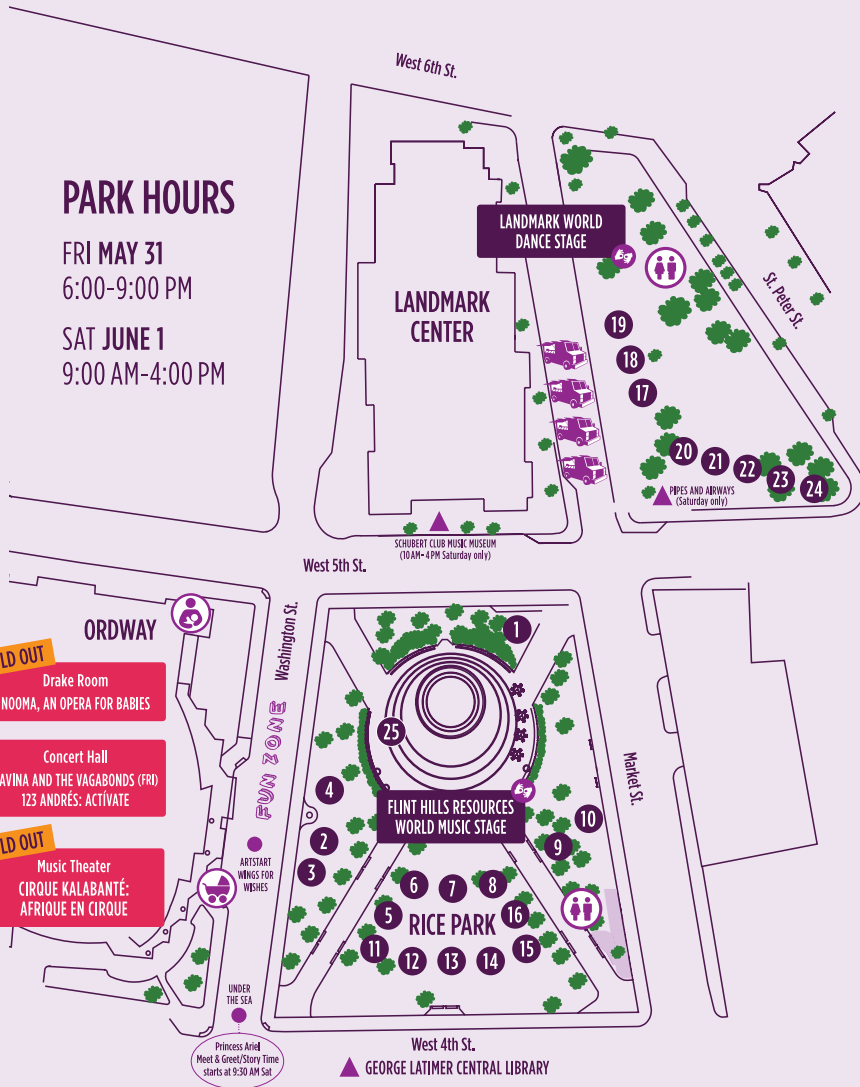 West 6th St.
PARK HOURS
FRI MAY 31
6:00-9:00 PM
SAT JUNE 1
9:00 AM-4:00 PM
LANDMARK WORLD
DANCE STAGE
LANDMARK
CENTER
St. Peter St.
19
18
17
20
21
22
23
24
PIPES AND AIRWAYS
(Saturday only)
SCHUBERT CLUB MUSIC MUSEUM
(10 AM- 4 PM Saturday only)
West 5th St.
ORDWAY
Washington St.
LD OUT
Drake Room
NOOMA, AN OPERA FOR BABIES
Concert Hall
AVINA AND THE VAGABONDS (FRI)
123 ANDRÉS: ACTÍVATE
LD OUT
Music Theater
CIRQUE KALABANTÉ:
AFRIQUE EN CIRQUE
FUN ZONE
ARTSTART
WINGS FOR
WISHES
UNDER
THE SEA
Princess Ariel
Meet & Greet/Story Time
starts at 9:30 AM Sat
1
25
4
2
3
FLINT HILLS RESOURCES
WORLD MUSIC STAGE
Market St.
10
9
6
7
8
5
16
RICE PARK
11
12
13
14
15
West 4th St.
GEORGE LATIMER CENTRAL LIBRARY